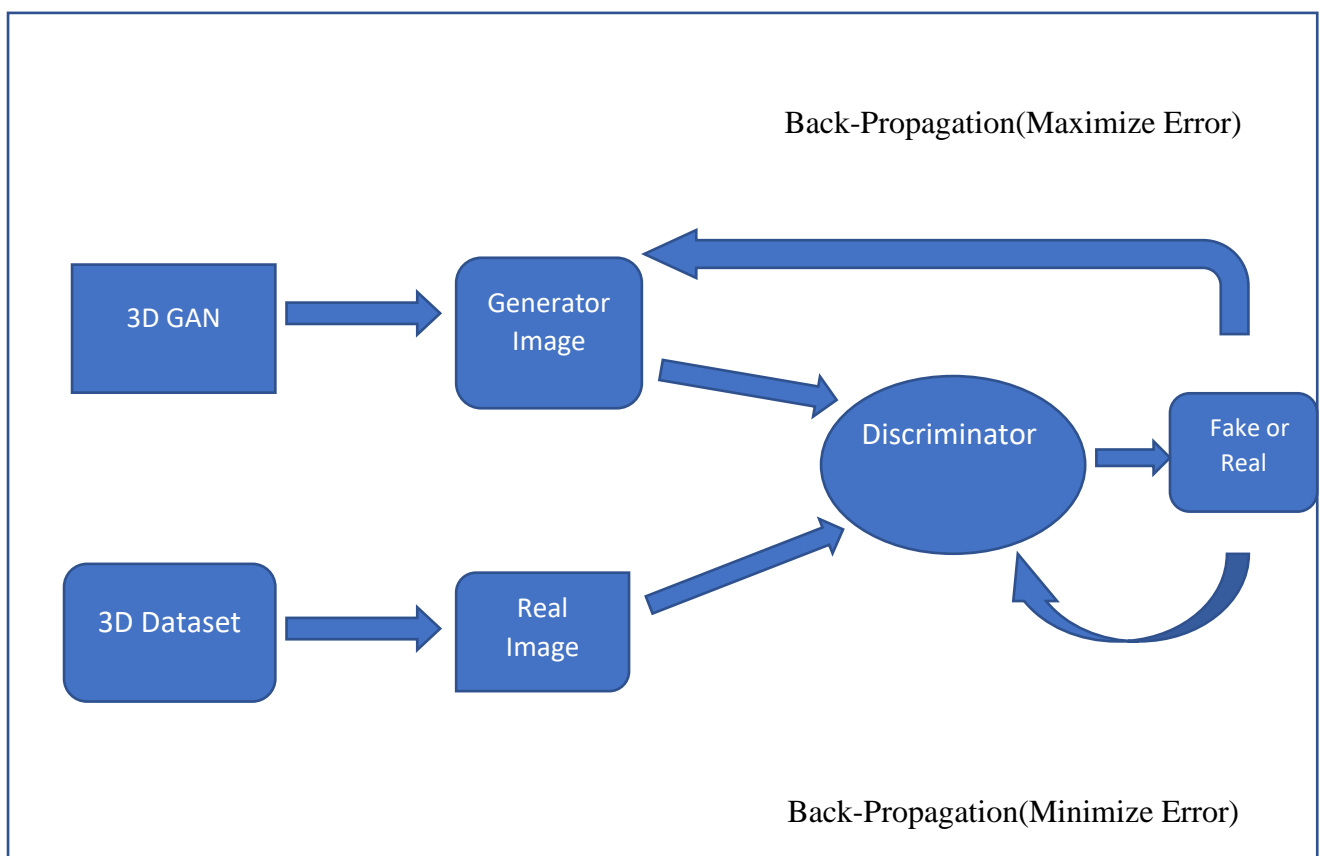 Back-Propagation(Maximize Error)
3D GAN
Generator
Image
Discriminator
Fake or
Real
3D Dataset
Real
Image
Back-Propagation(Minimize Error)